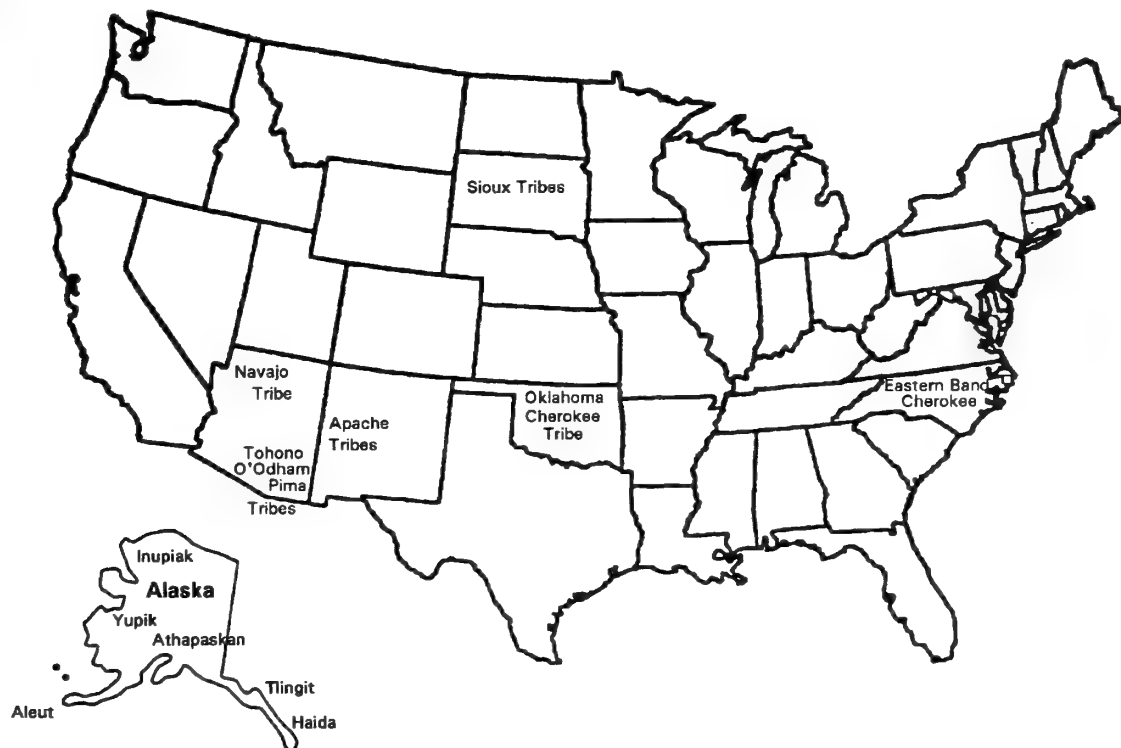 Sioux Tribes
Navajo
Tribe
Apache
Tribes
Oklahoma
Cherokee
Tribe
Eastern Band
Cherokee
Tohono
O'Odham
Pima
Tribes
Inupiak
Alaska
Yupik
Athapaskan
Aleut
Tlingit
Haida